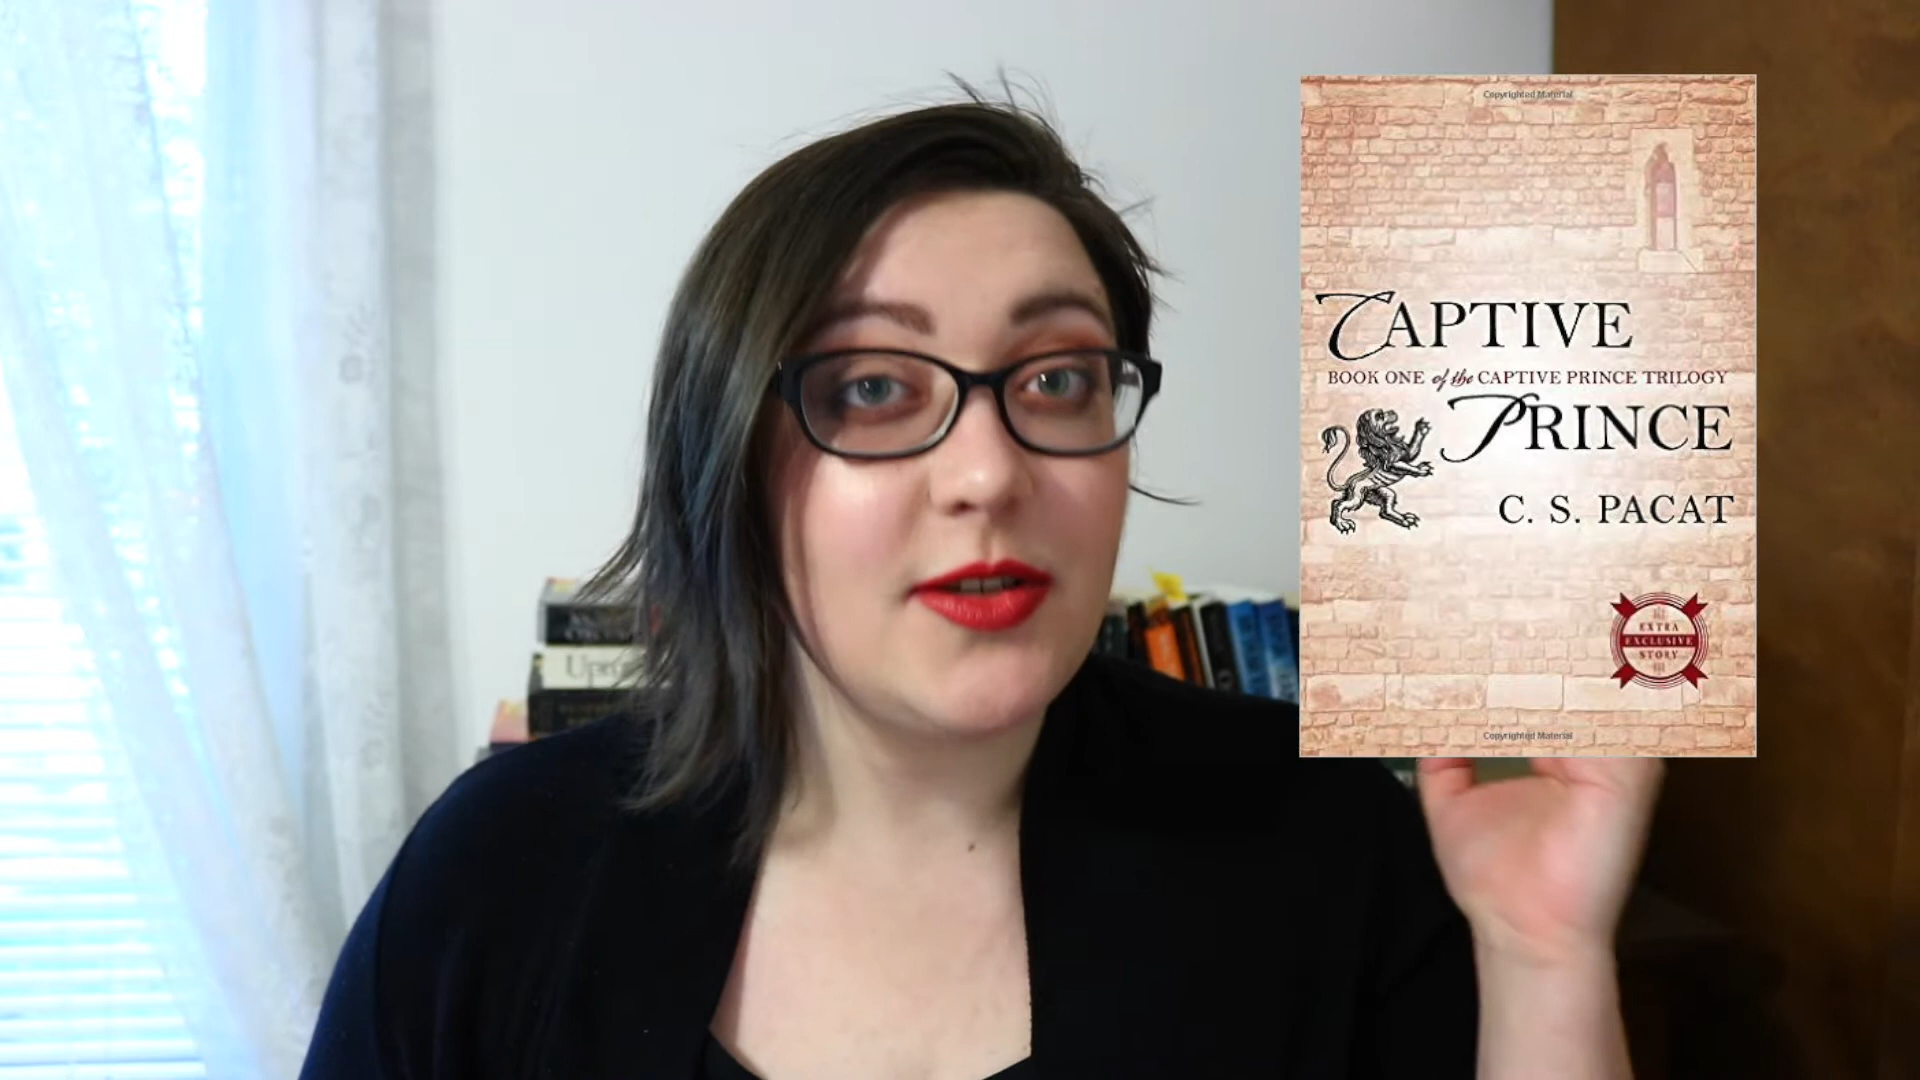 Copyrighted Material
CAPTIVE
BOOK ONE of the CAPTIVE PRINCE TRILOGY
PRINCE
C. S. PACAT
EXTRA
EXCLUSIVE
STORY
Copyrighted Material